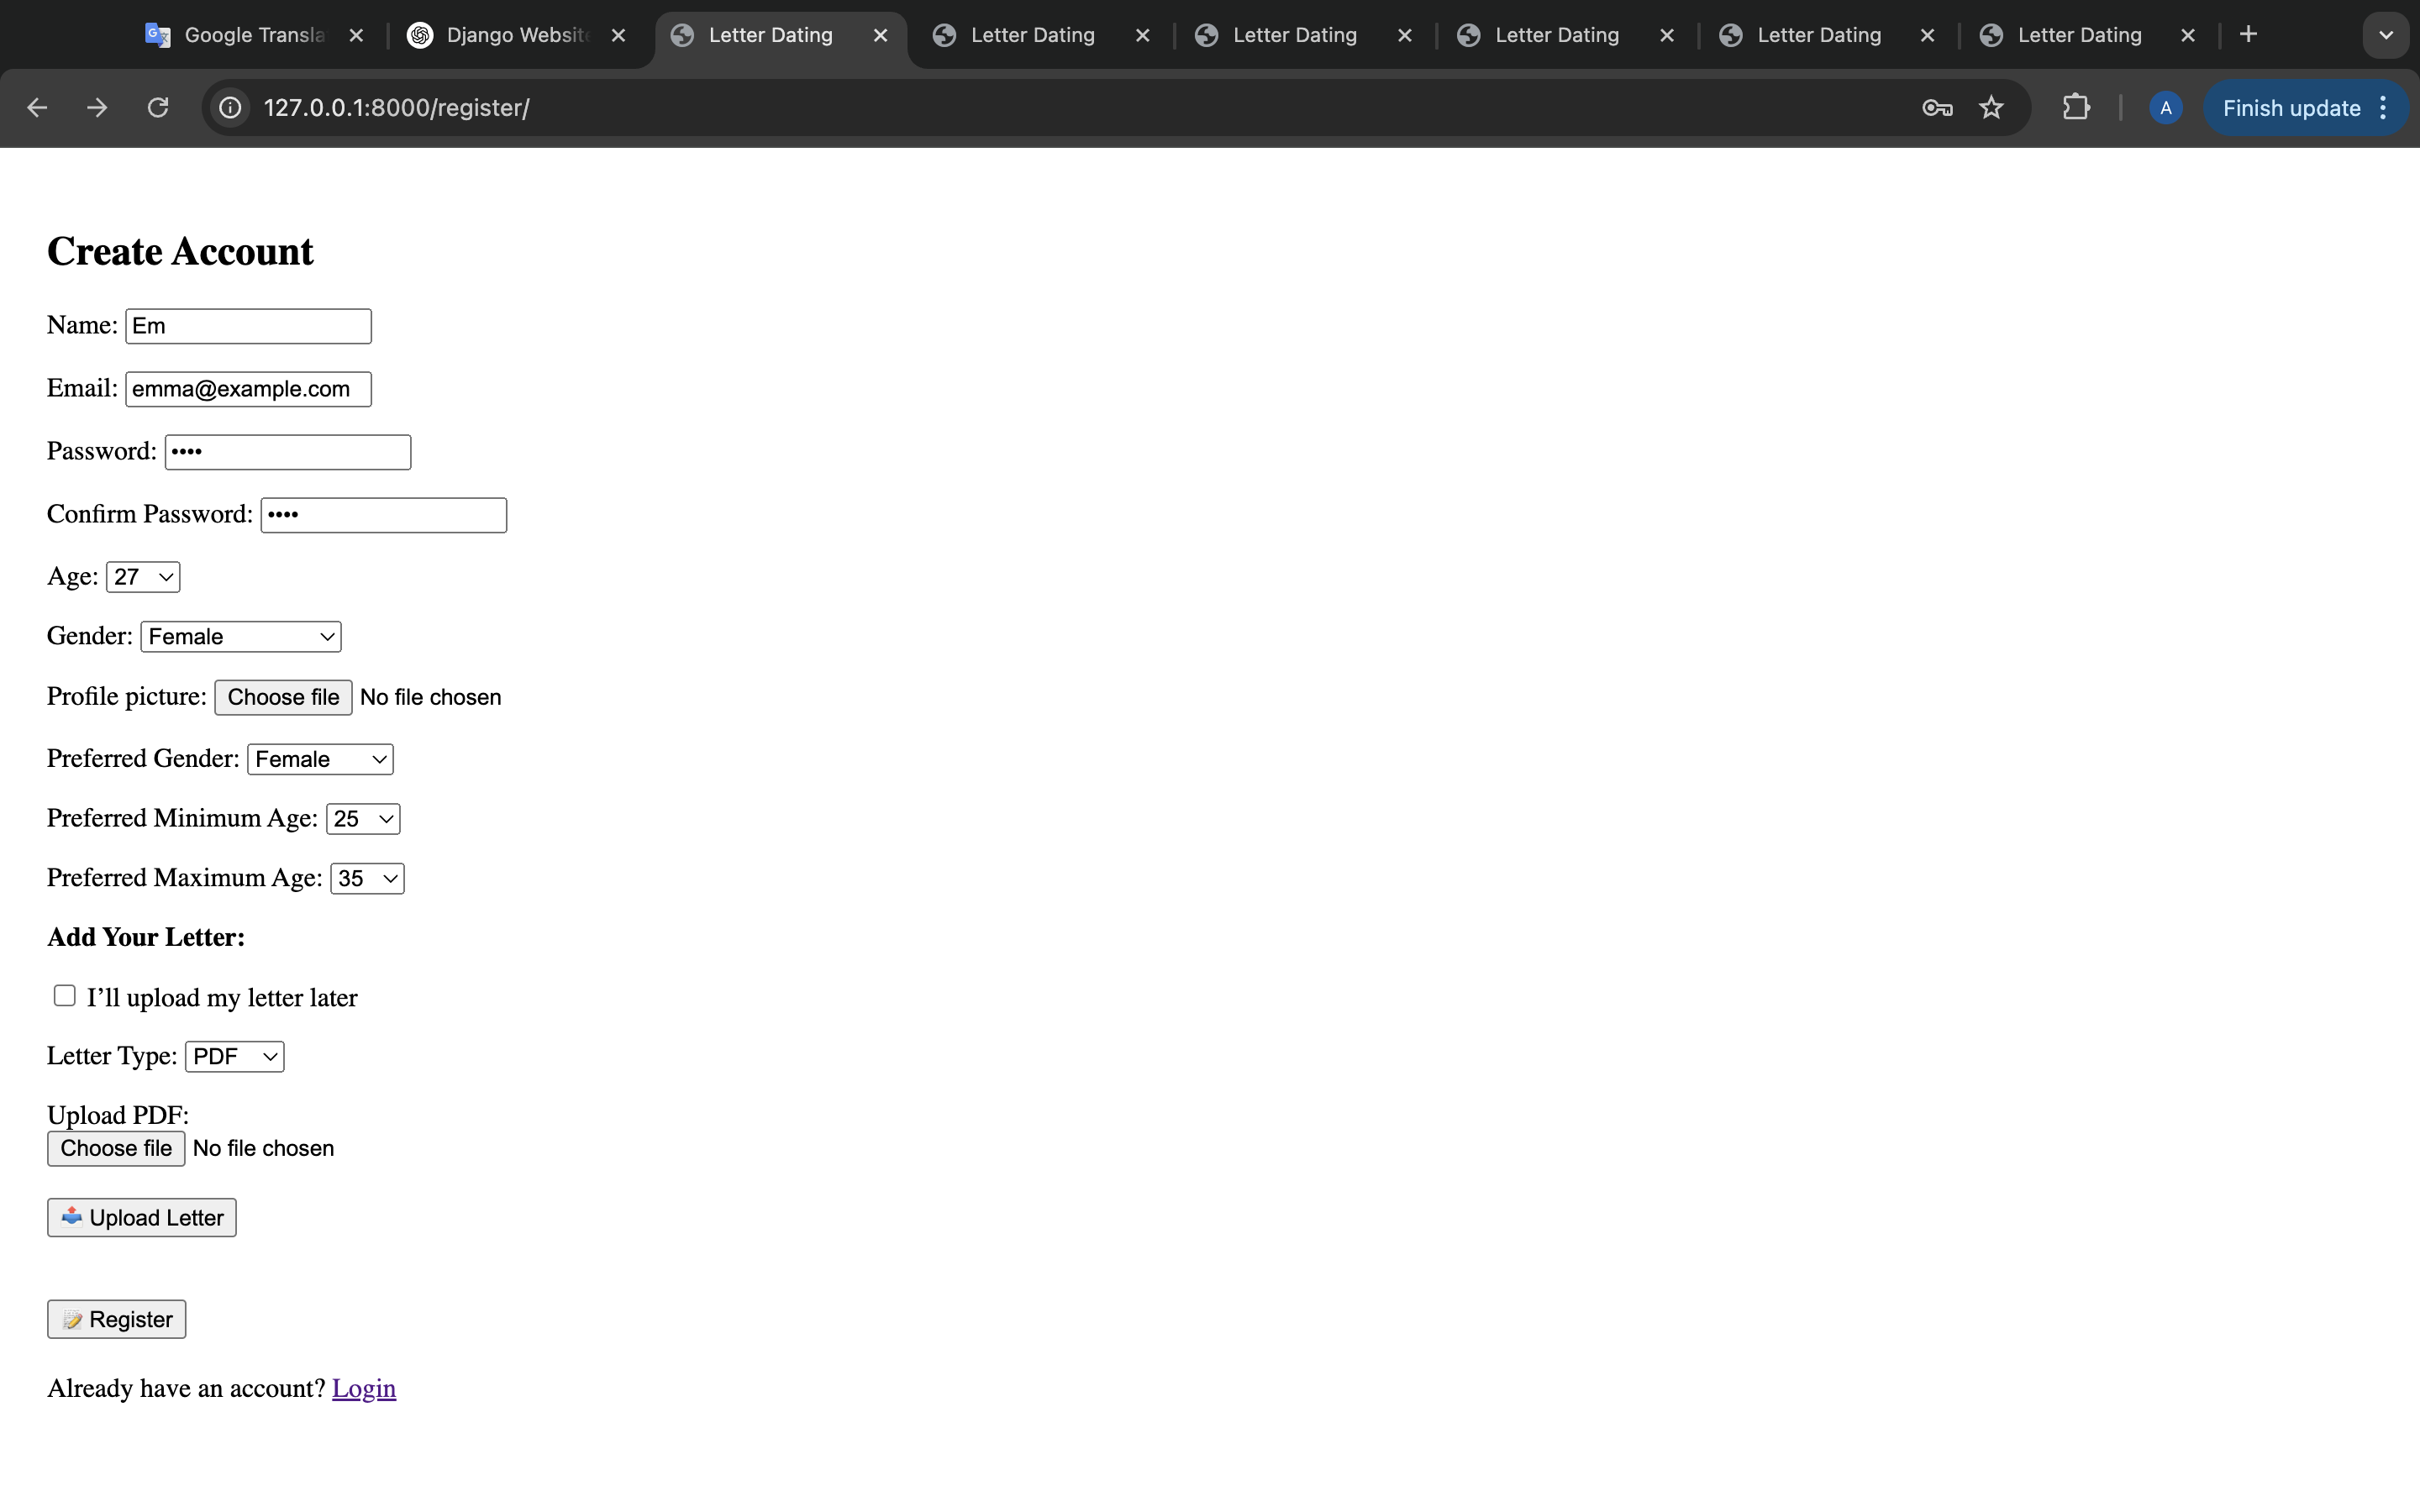 Google Transla
Django Website
Letter Dating
Letter Dating
Letter Dating
Letter Dating
Letter Dating
Letter Dating
127.0.0.1:8000/register/
A
Finish update
Create Account
Name: Em
Email: emma@example.com
Password: ••••
Confirm Password: ••••
Age: 27
Gender: Female
Profile picture: Choose file No file chosen
Preferred Gender: Female
Preferred Minimum Age: 25
Preferred Maximum Age: 35
Add Your Letter:
I’ll upload my letter later
Letter Type: PDF
Upload PDF:
Choose file No file chosen
📤 Upload Letter
📝 Register
Already have an account? Login